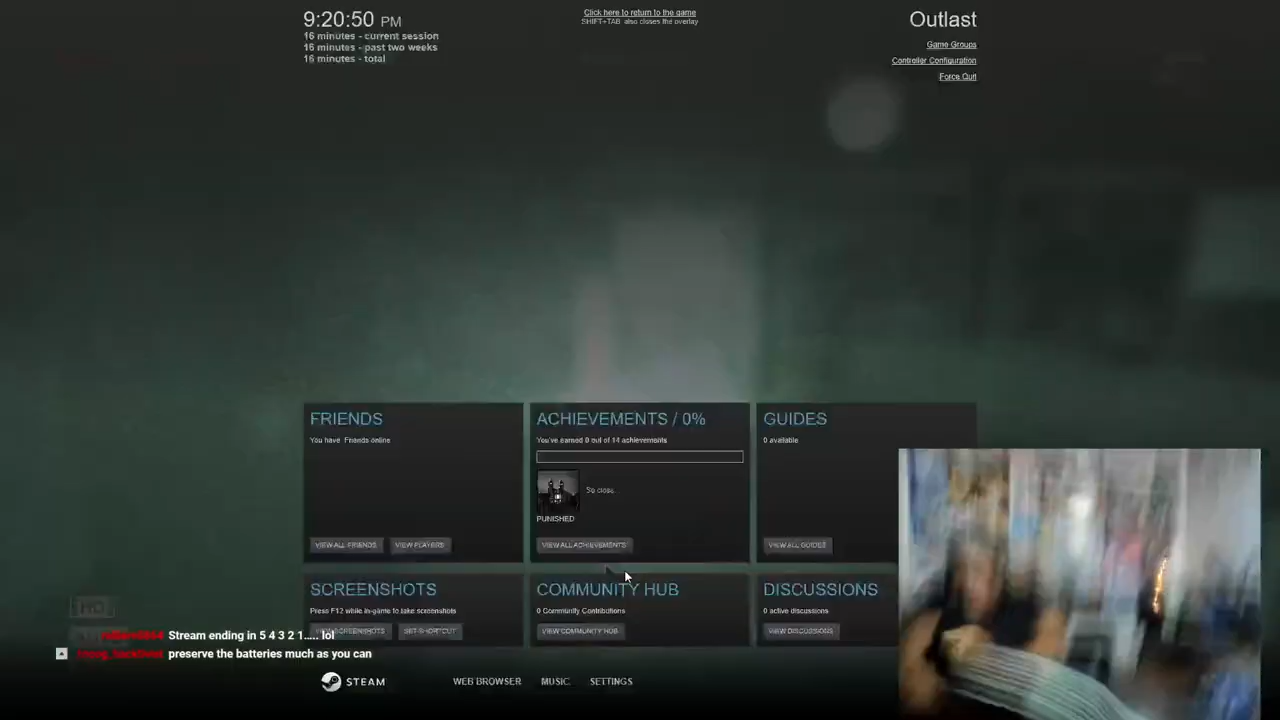 9:20:50 PM
16 minutes - current session
16 minutes - past two weeks
16 minutes - total
Click here to return to the game
SHIFT+TAB also closes the overlay
Outlast
Game Groups
Controller Configuration
Force Quit
FRIENDS
You have Friends online
VIEW ALL FRIENDS
VIEW PLAYERS
ACHIEVEMENTS / 0%
You've earned 0 out of 14 achievements
So close...
PUNISHED
VIEW ALL ACHIEVEMENTS
GUIDES
0 available
VIEW ALL GUIDES
SCREENSHOTS
Press F12 while in-game to take screenshots
VIEW SCREENSHOTS
SET SHORTCUT
COMMUNITY HUB
0 Community Contributions
VIEW COMMUNITY HUB
DISCUSSIONS
0 active discussions
VIEW DISCUSSIONS
HD
Stream ending in 5 4 3 2 1..... lol
preserve the batteries much as you can
STEAM
WEB BROWSER
MUSIC
SETTINGS